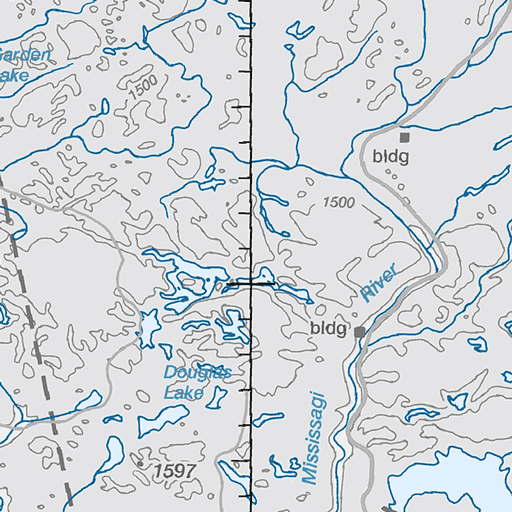 Garden
Lake
1500
bldg
1500
River
bldg
Douglas
Lake
Mississagi
1597